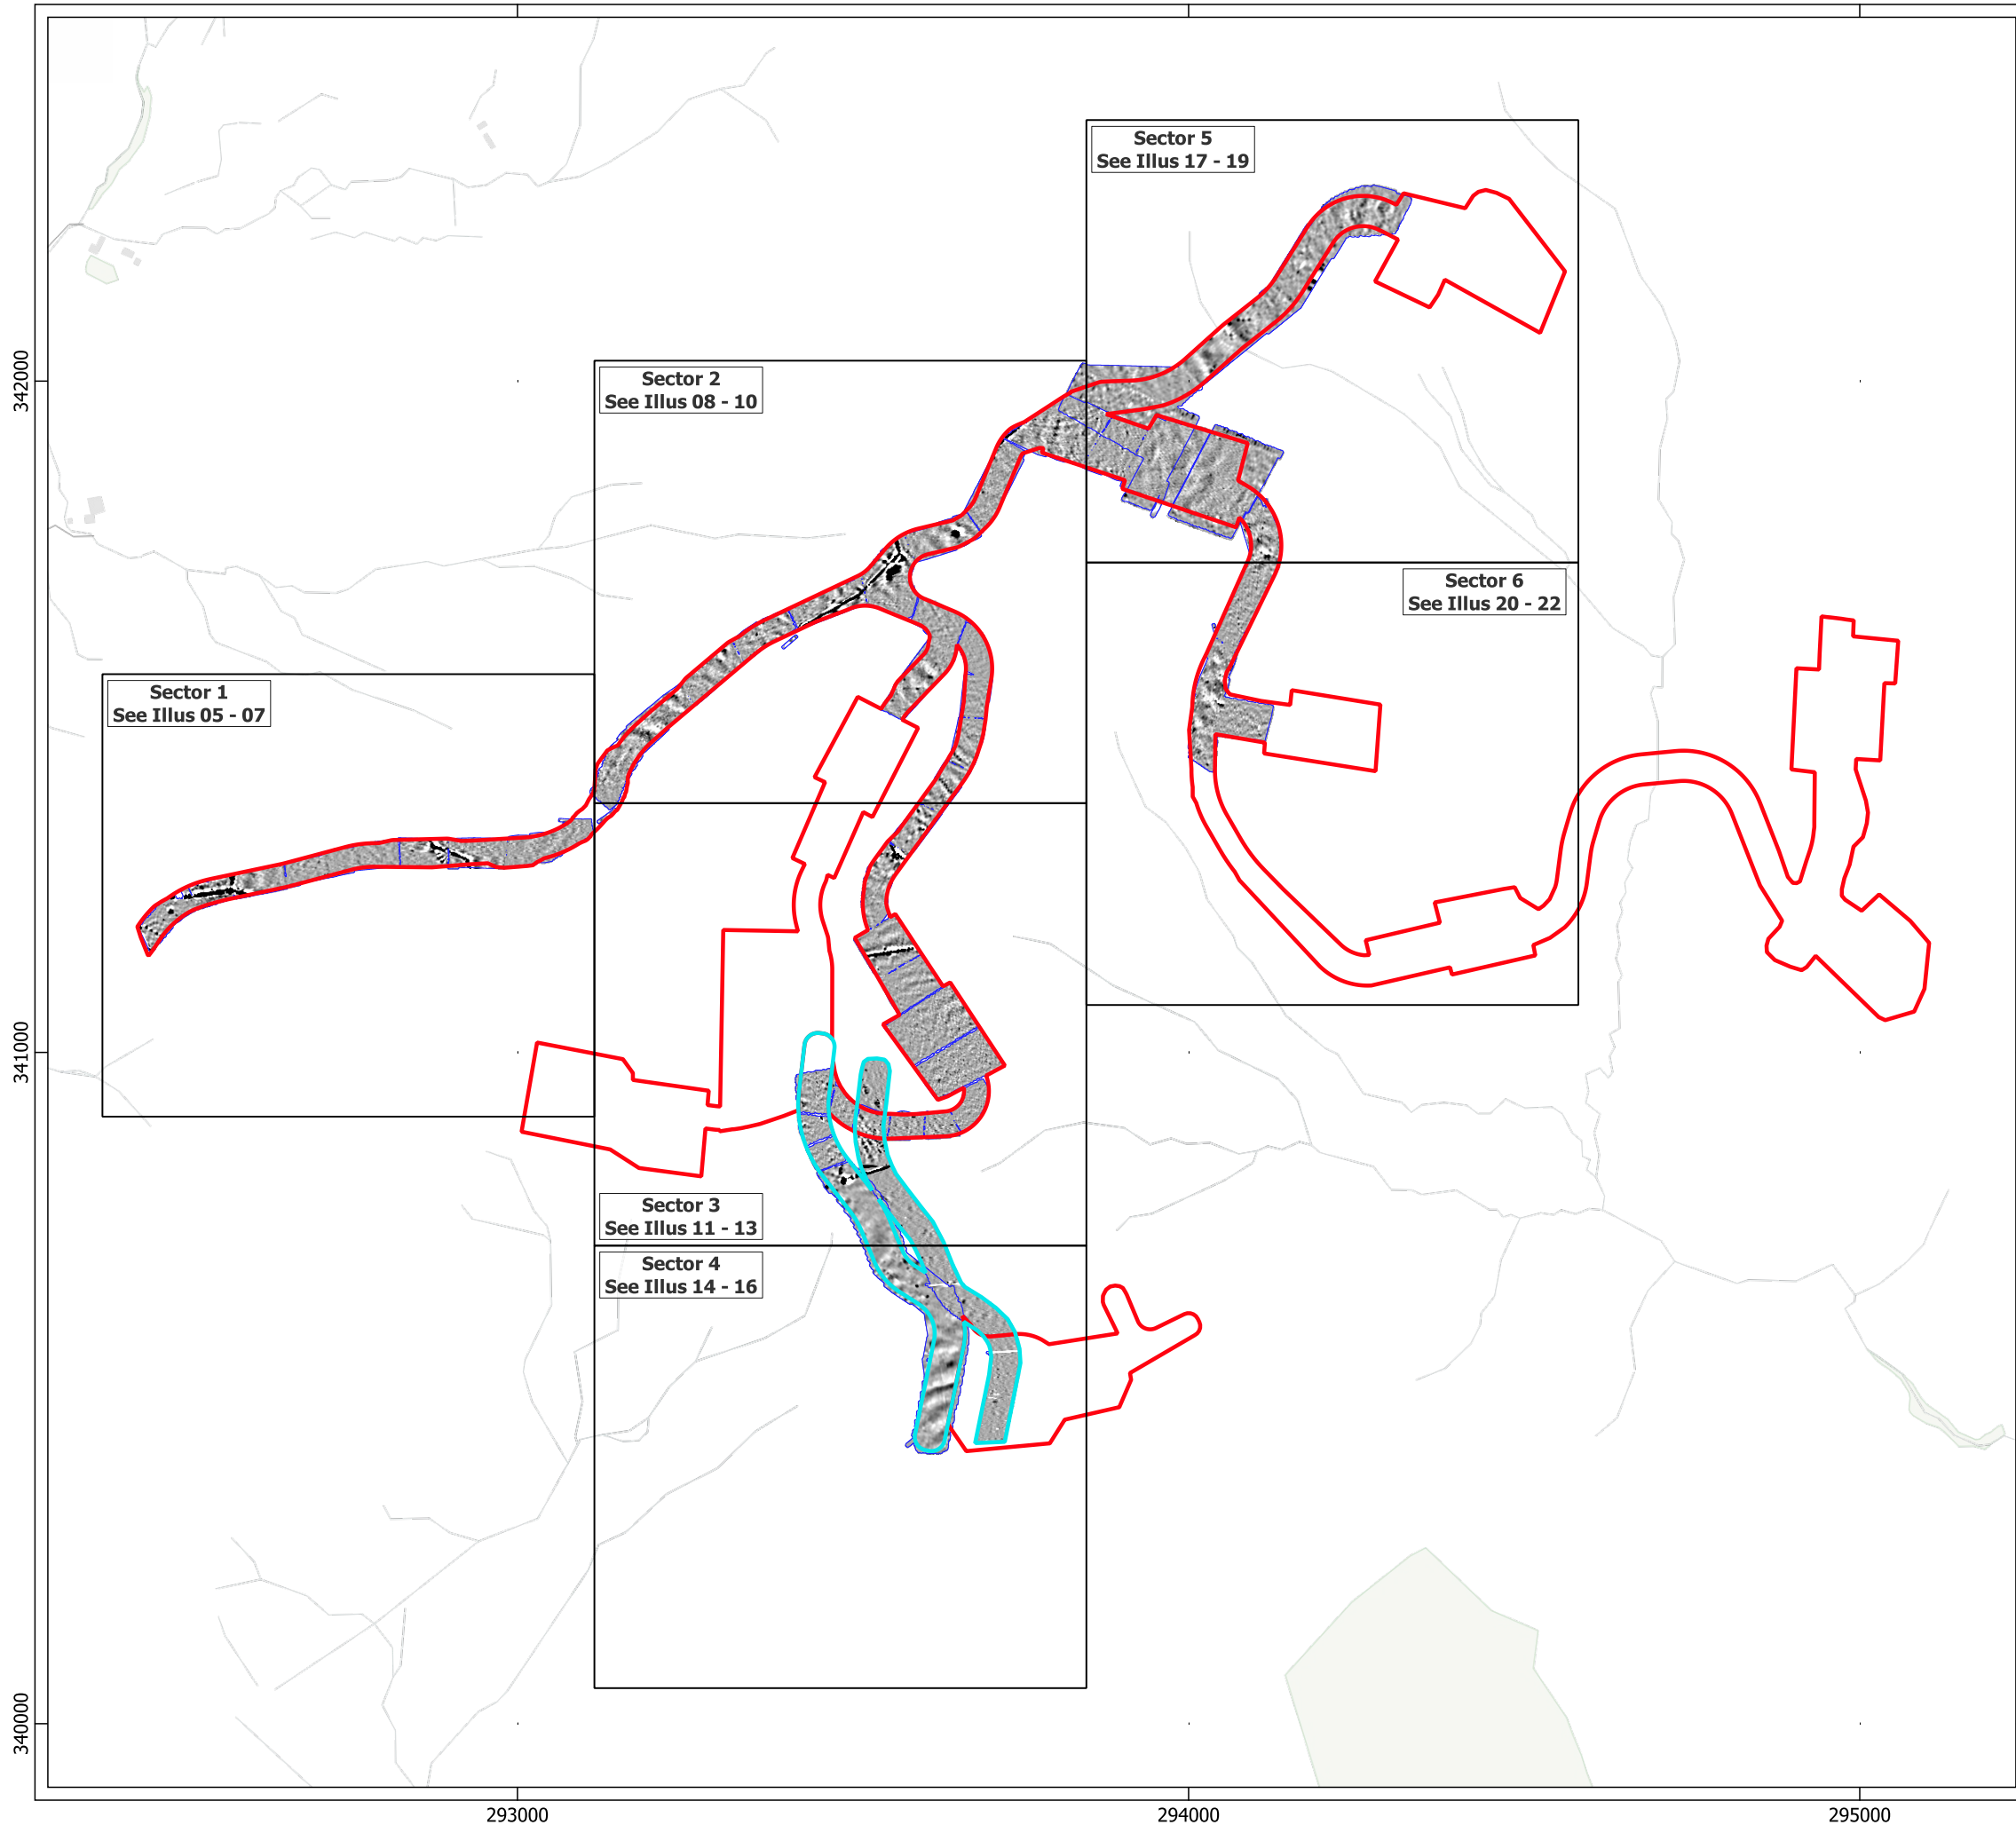 Sector 5
See Illus 17 - 19
342000
Sector 2
See Illus 08 - 10
Sector 6
See Illus 20 - 22
Sector 1
See Illus 05 - 07
341000
Sector 3
See Illus 11 - 13
Sector 4
See Illus 14 - 16
340000
293000
294000
295000